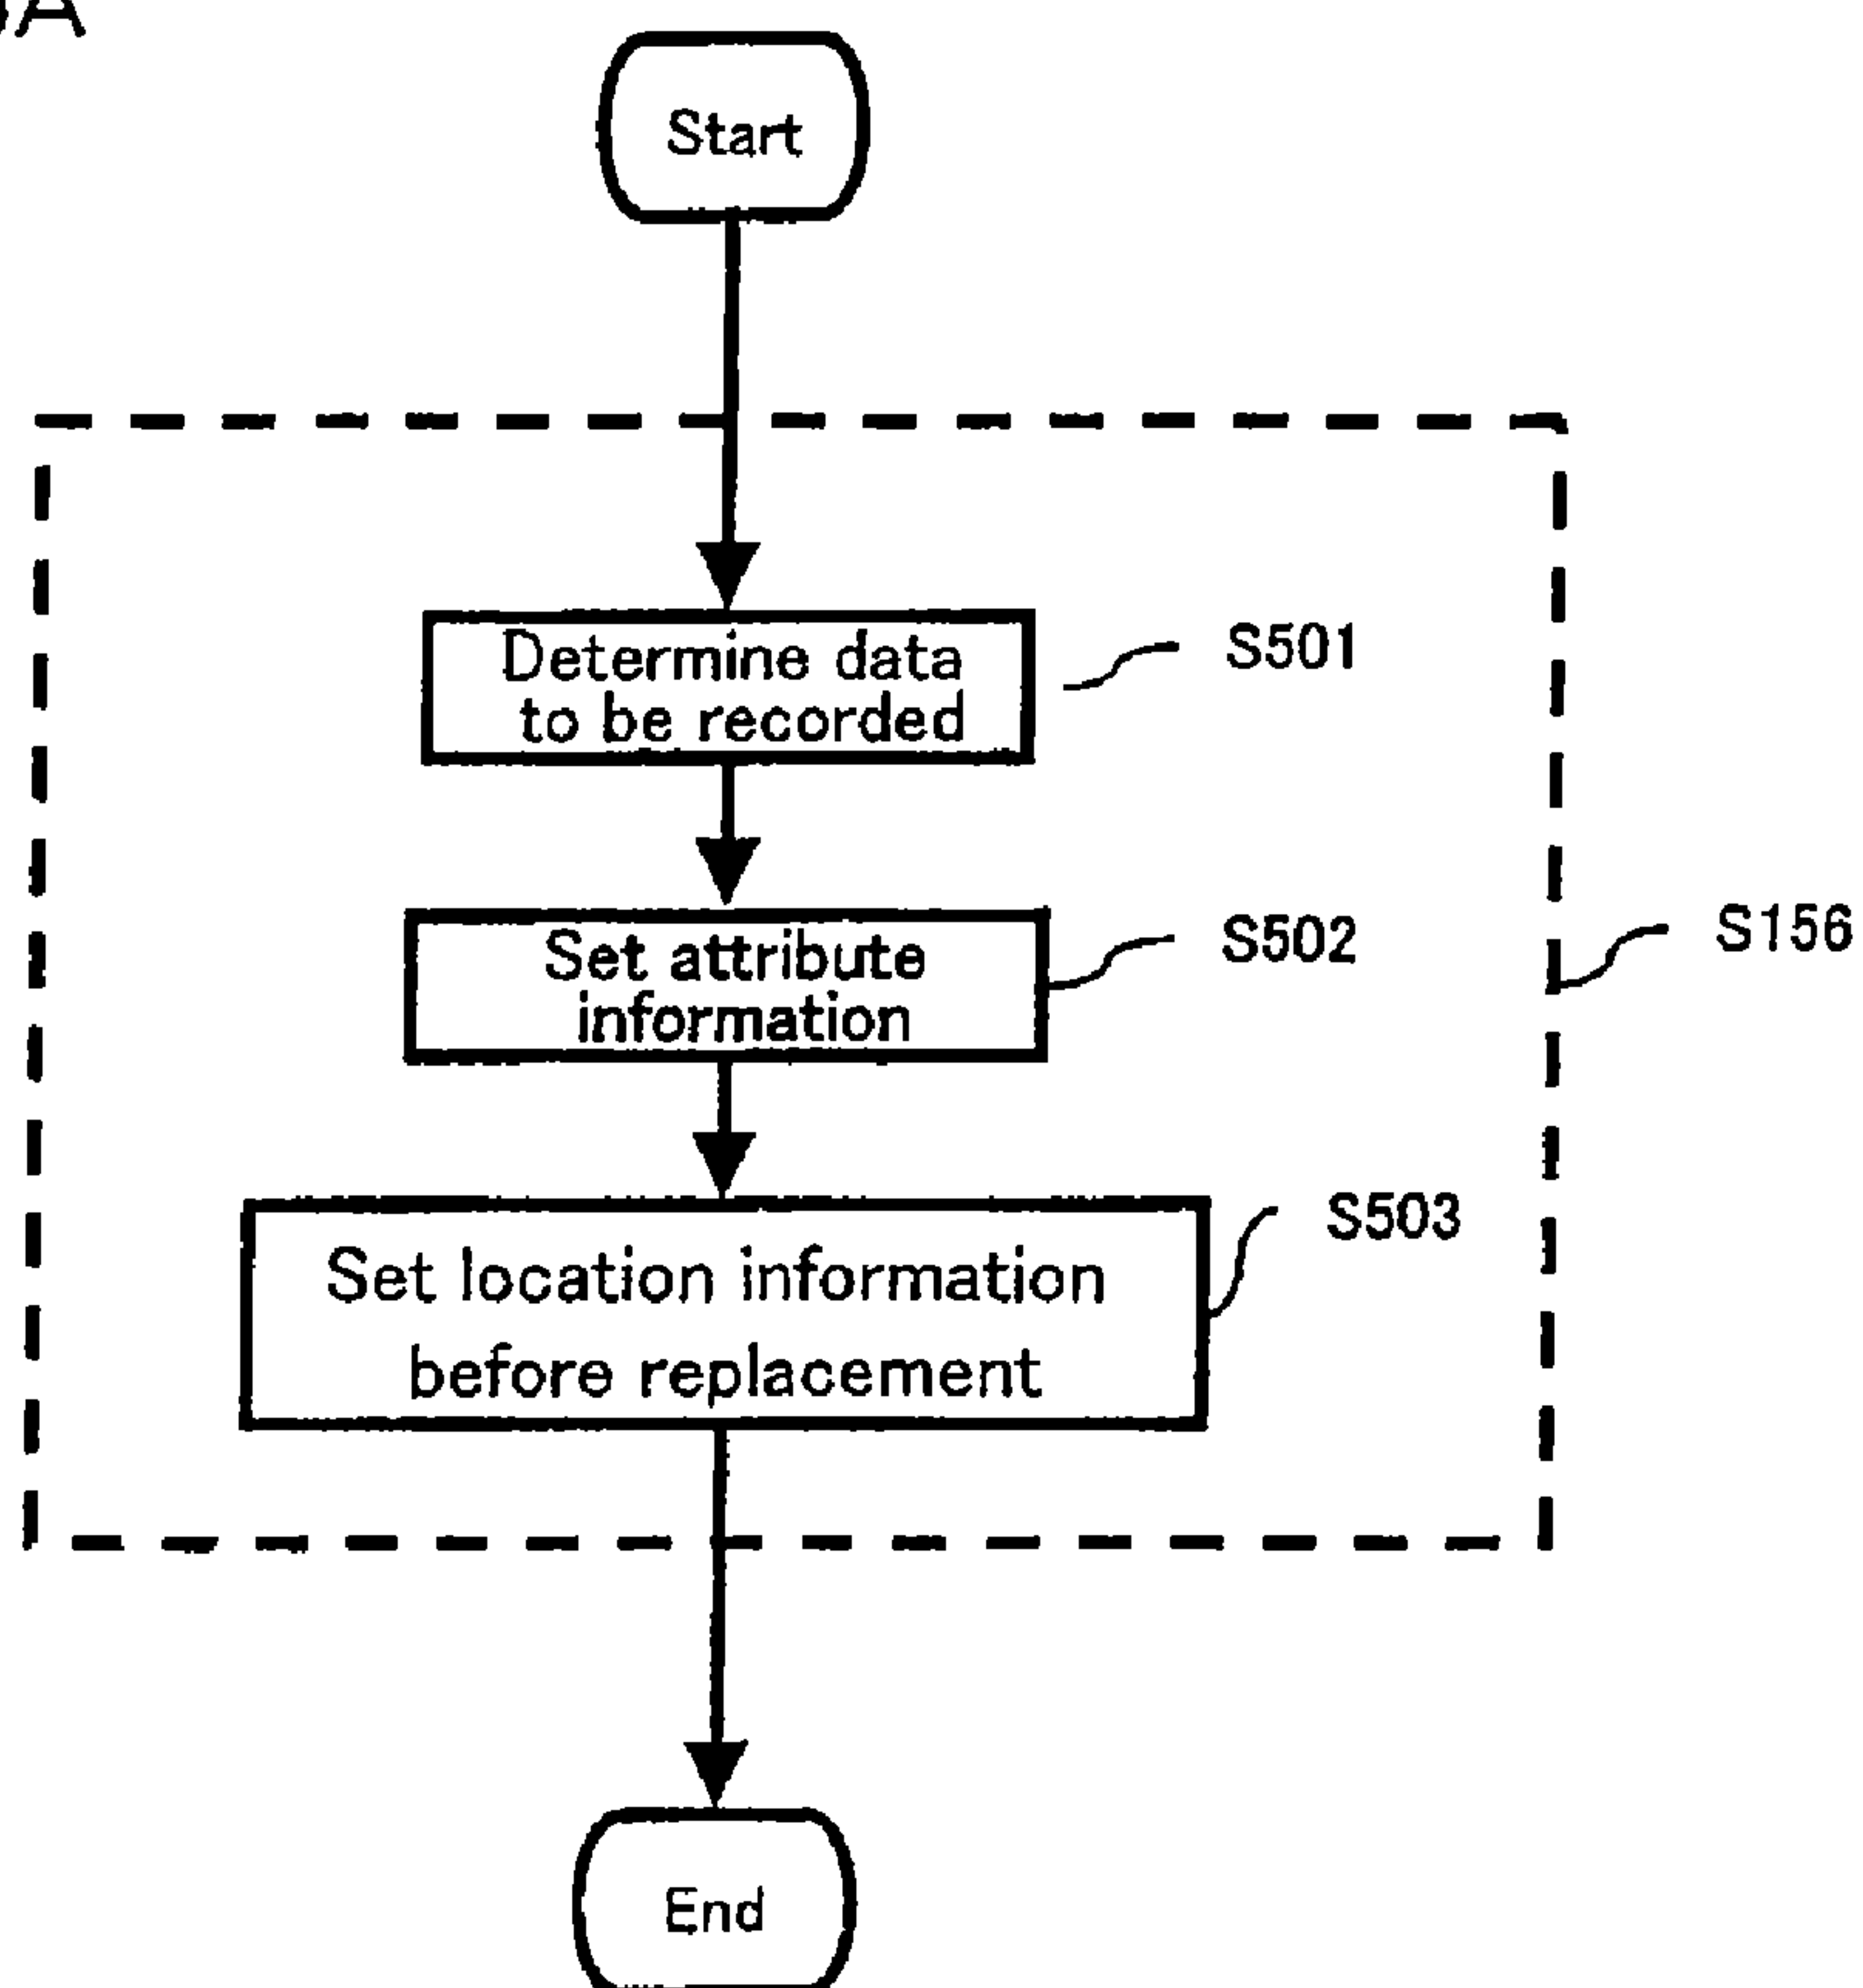 A
Start
Determine data
to be recorded
S501
Set attribute
information
S502
S156
Set location information
before replacement
S503
End